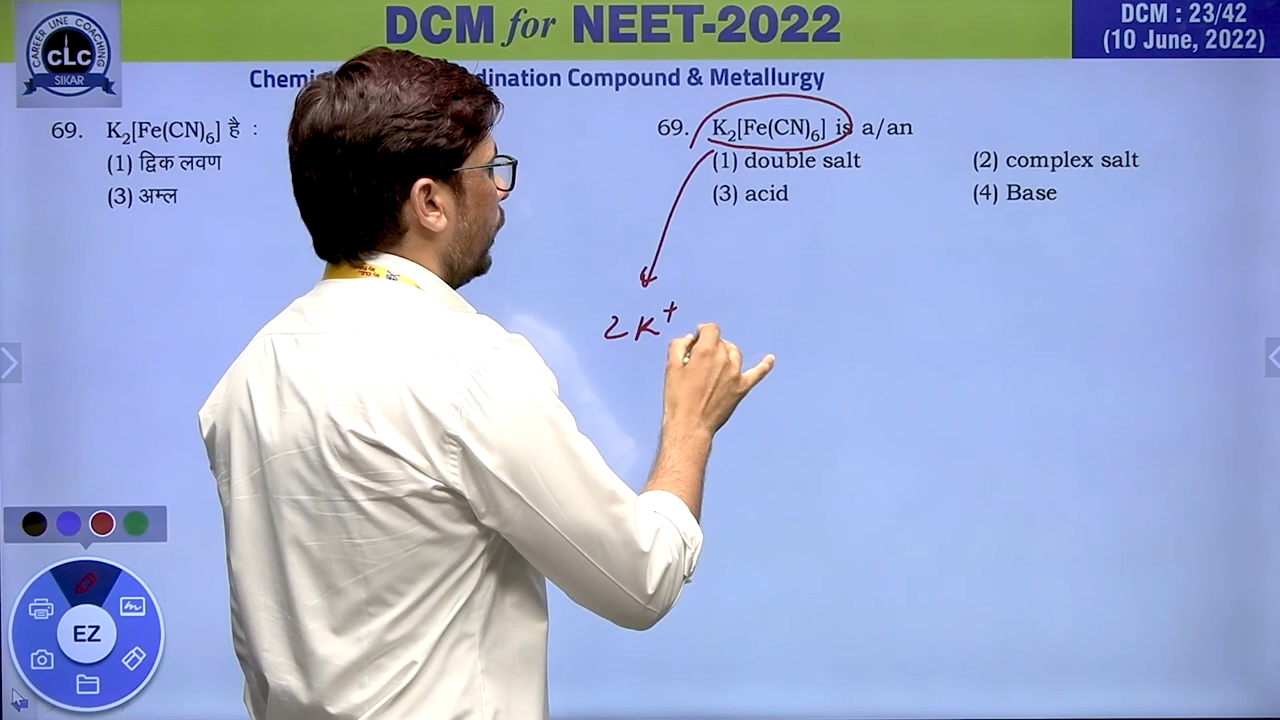 DCM for NEET-2022
DCM : 23/42
(10 June, 2022)
CAREER LINE COACHING
CLC
SIKAR
dination Compound & Metallurgy
69. K₂[Fe(CN)₆] है :
(1) द्विक लवण
(3) अम्ल
69. K₂[Fe(CN)₆] is a/an
(1) double salt (2) complex salt
(3) acid (4) Base
2K⁺
EZ